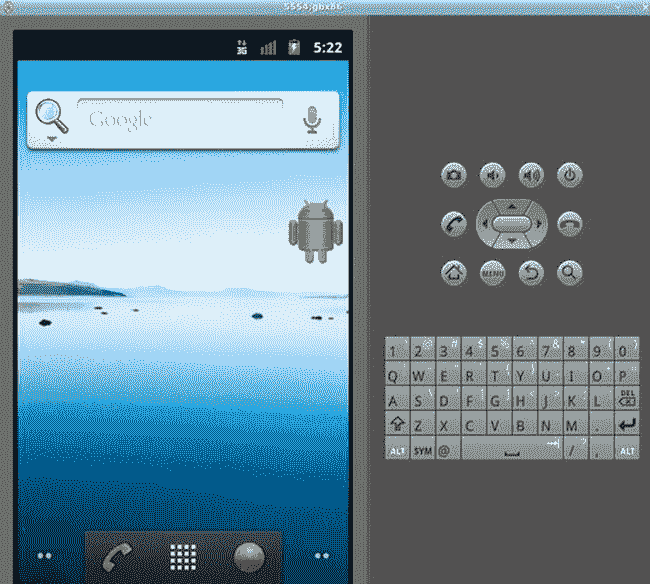 5554:gbx86
3G 5:22
Google
MENU
1 2 @ 3 # 4 $ 5 % 6 ^ 7 & 8 * 9 ( 0 )
Q W E R T Y U I O P
A S D F G H J K L DEL
Z X C V B N M .
ALT SYM @ / ? , ALT